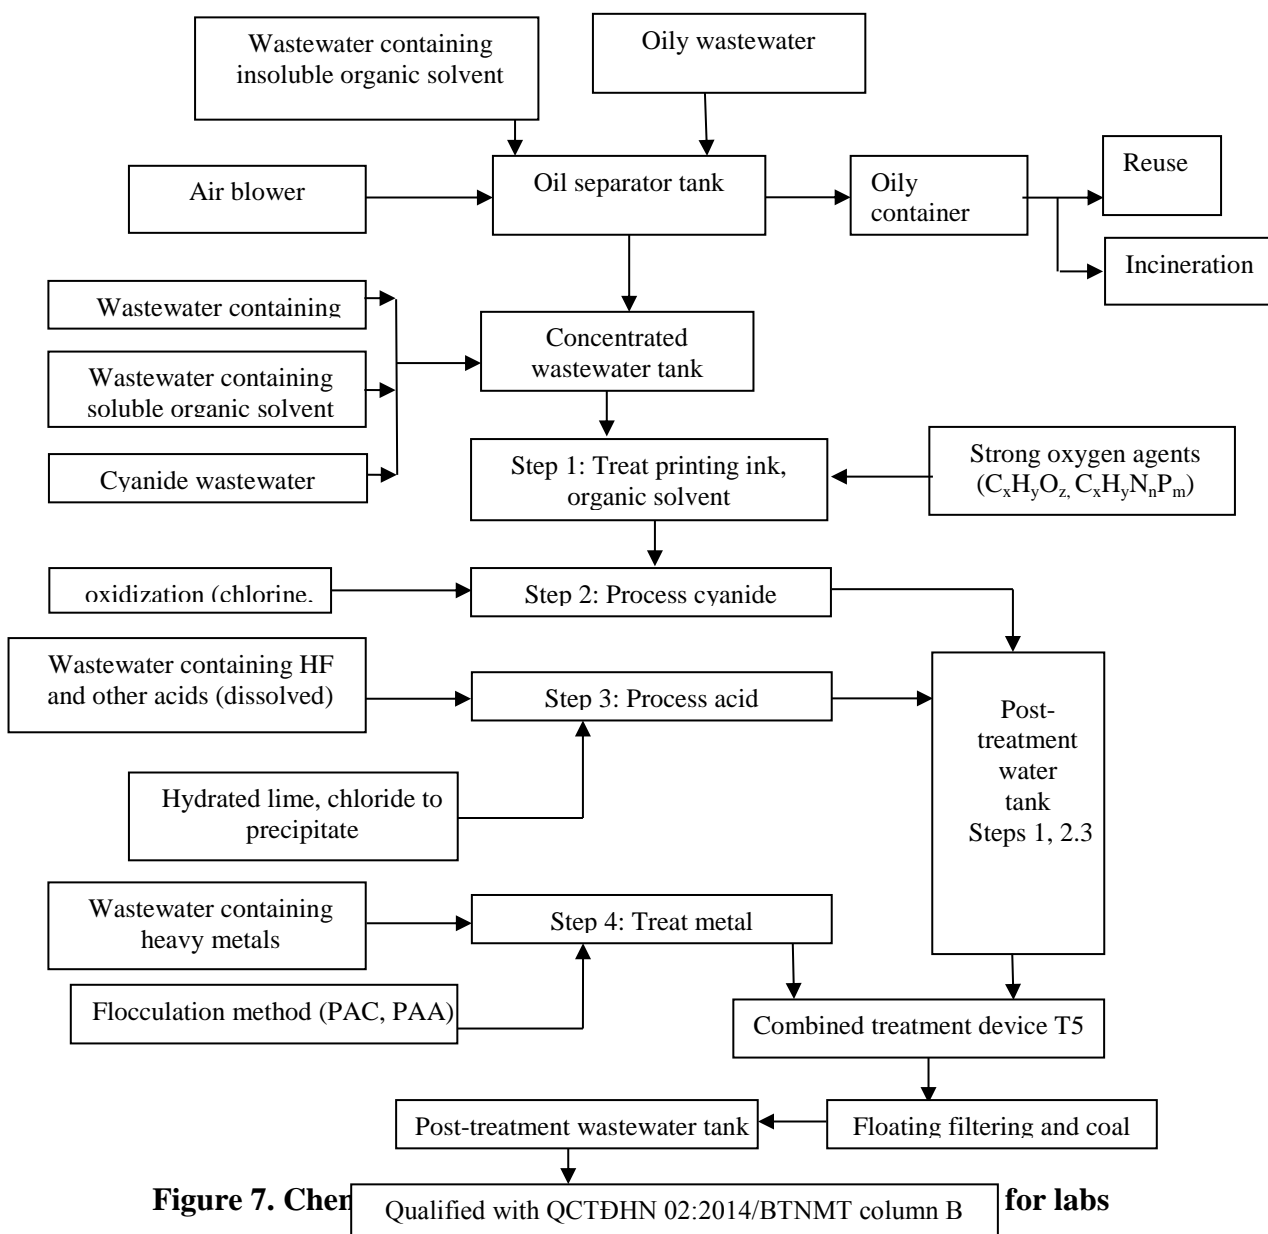 Wastewater containing
insoluble organic solvent
Oily wastewater
Air blower
Oil separator tank
Oily
container
Reuse
Incineration
Wastewater containing
Wastewater containing
soluble organic solvent
Cyanide wastewater
Concentrated
wastewater tank
Step 1: Treat printing ink,
organic solvent
Strong oxygen agents
(CxHyOz, CxHyNnPm)
oxidization (chlorine,
Step 2: Process cyanide
Wastewater containing HF
and other acids (dissolved)
Step 3: Process acid
Post-
treatment
water
tank
Steps 1, 2.3
Hydrated lime, chloride to
precipitate
Wastewater containing
heavy metals
Step 4: Treat metal
Flocculation method (PAC, PAA)
Combined treatment device T5
Post-treatment wastewater tank
Floating filtering and coal
Figure 7. for labs
Qualified with QCTĐHN 02:2014/BTNMT column B